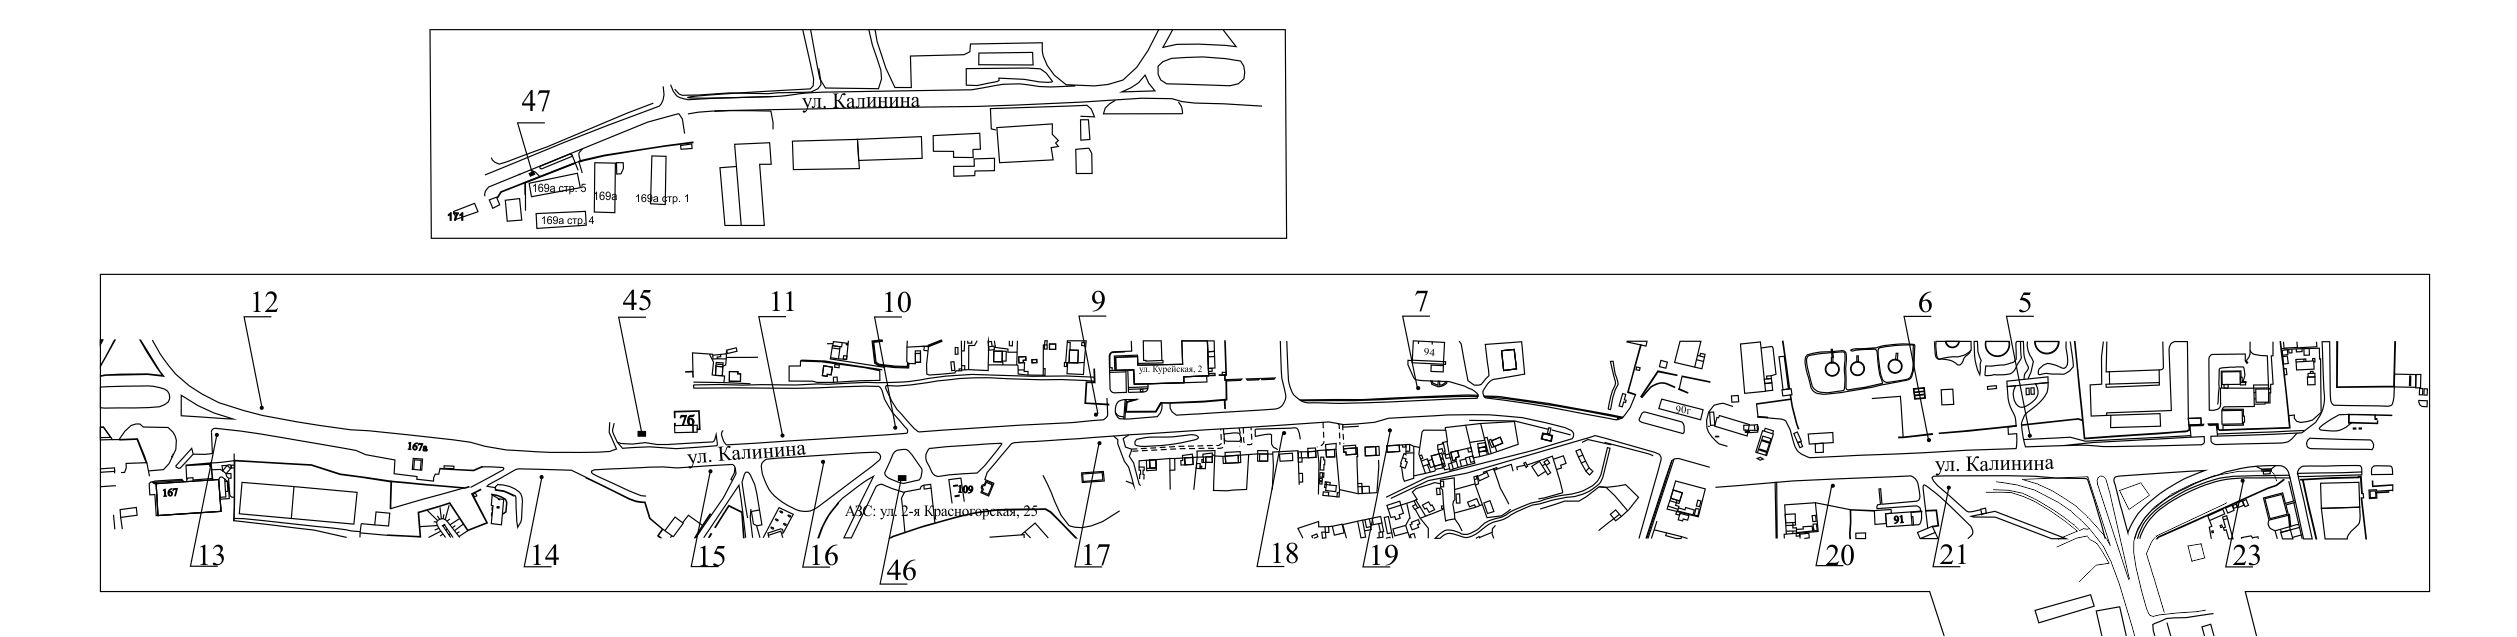 47
ул. Калинина
169а стр. 5
169а
169а стр. 1
171
169а стр. 4
12
45
11
10
9
7
6
5
94
ул. Курейская, 2
90г
76
167а
ул. Калинина
ул. Калинина
167
109
АЗС: ул. 2-я Красногорская, 25
91
13
14
15
16
46
17
18
19
20
21
23